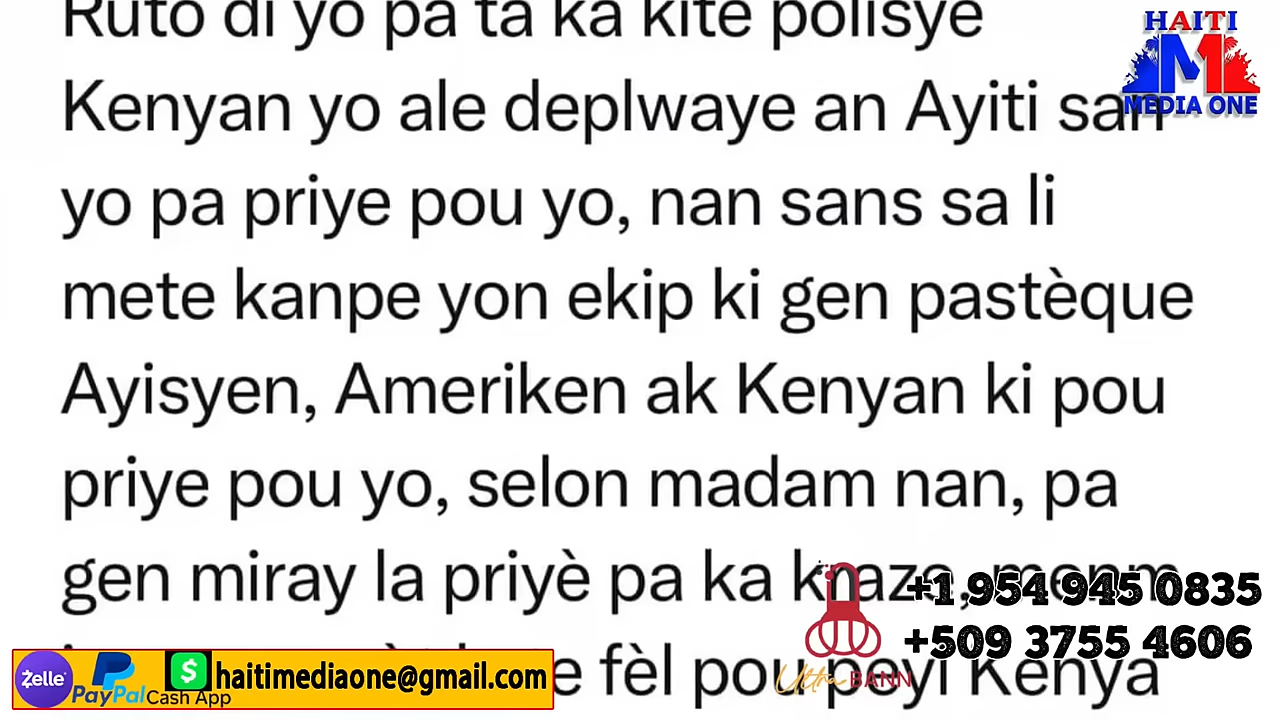 Ruto di yo pa ta ka kite polisye
Kenyan yo ale deplwaye an Ayiti san
yo pa priye pou yo, nan sans sa li
mete kanpe yon ekip ki gen pastèque
Ayisyen, Ameriken ak Kenyan ki pou
priye pou yo, selon madam nan, pa
gen miray la priyè pa ka kraze, menm
fèl pou peyi Kenya
HAITI
M
MEDIA ONE
+1 954 945 0835
+509 3755 4606
Ultra BANN
Zelle
PayPal
Cash App
haitimediaone@gmail.com